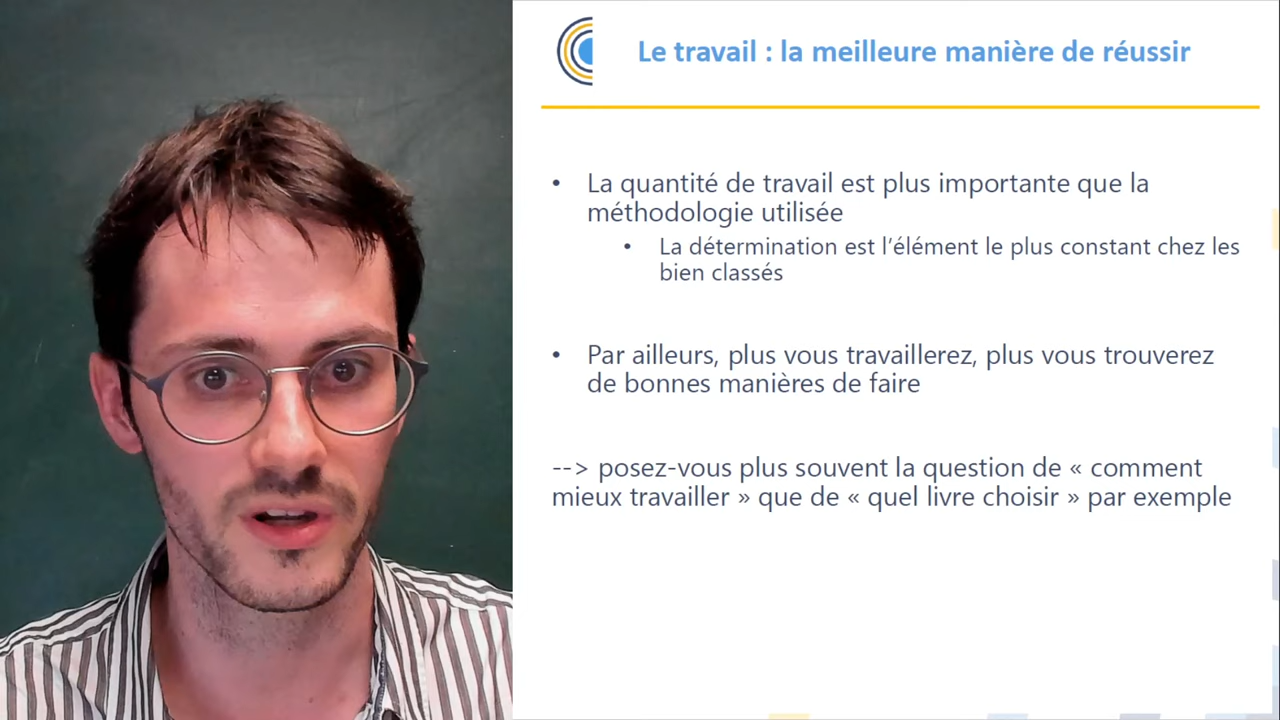 Le travail : la meilleure manière de réussir
• La quantité de travail est plus importante que la
méthodologie utilisée
• La détermination est l’élément le plus constant chez les
bien classés
• Par ailleurs, plus vous travaillerez, plus vous trouverez
de bonnes manières de faire
--> posez-vous plus souvent la question de « comment
mieux travailler » que de « quel livre choisir » par exemple